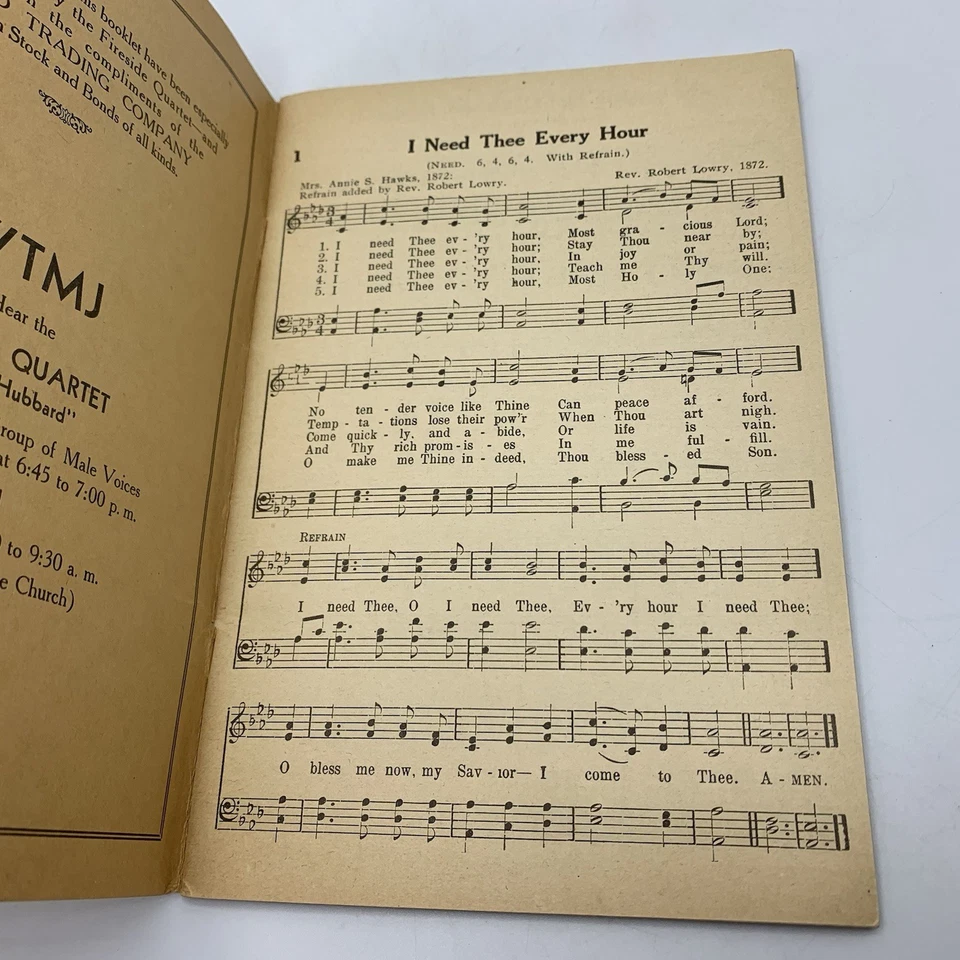 his booklet have been especially
y the Fireside Quartet—and
the compliments of the
TRADING COMPANY
Stock and Bonds of all kinds.
WTMJ
Hear the
QUARTET
Hubbard"
roup of Male Voices
at 6:45 to 7:00 p. m.
to 9:30 a. m.
e Church)
1
I Need Thee Every Hour
(NEED. 6, 4, 6, 4. With Refrain.)
Mrs. Annie S. Hawks, 1872:
Refrain added by Rev. Robert Lowry.
Rev. Robert Lowry, 1872.
1. I need Thee ev - 'ry hour, Most gra - cious Lord;
2. I need Thee ev - 'ry hour; Stay Thou near by;
3. I need Thee ev - 'ry hour, In joy or pain;
4. I need Thee ev - 'ry hour; Teach me Thy will.
5. I need Thee ev - 'ry hour, Most Ho - ly One:
No ten - der voice like Thine Can peace af - ford.
Temp - ta - tions lose their pow'r When Thou art nigh.
Come quick - ly, and a - bide, Or life is vain.
And Thy rich prom - is - es In me ful - fill.
O make me Thine in - deed, Thou bless - ed Son.
REFRAIN
I need Thee, O I need Thee, Ev - 'ry hour I need Thee;
O bless me now, my Sav - ior— I come to Thee. A - MEN.